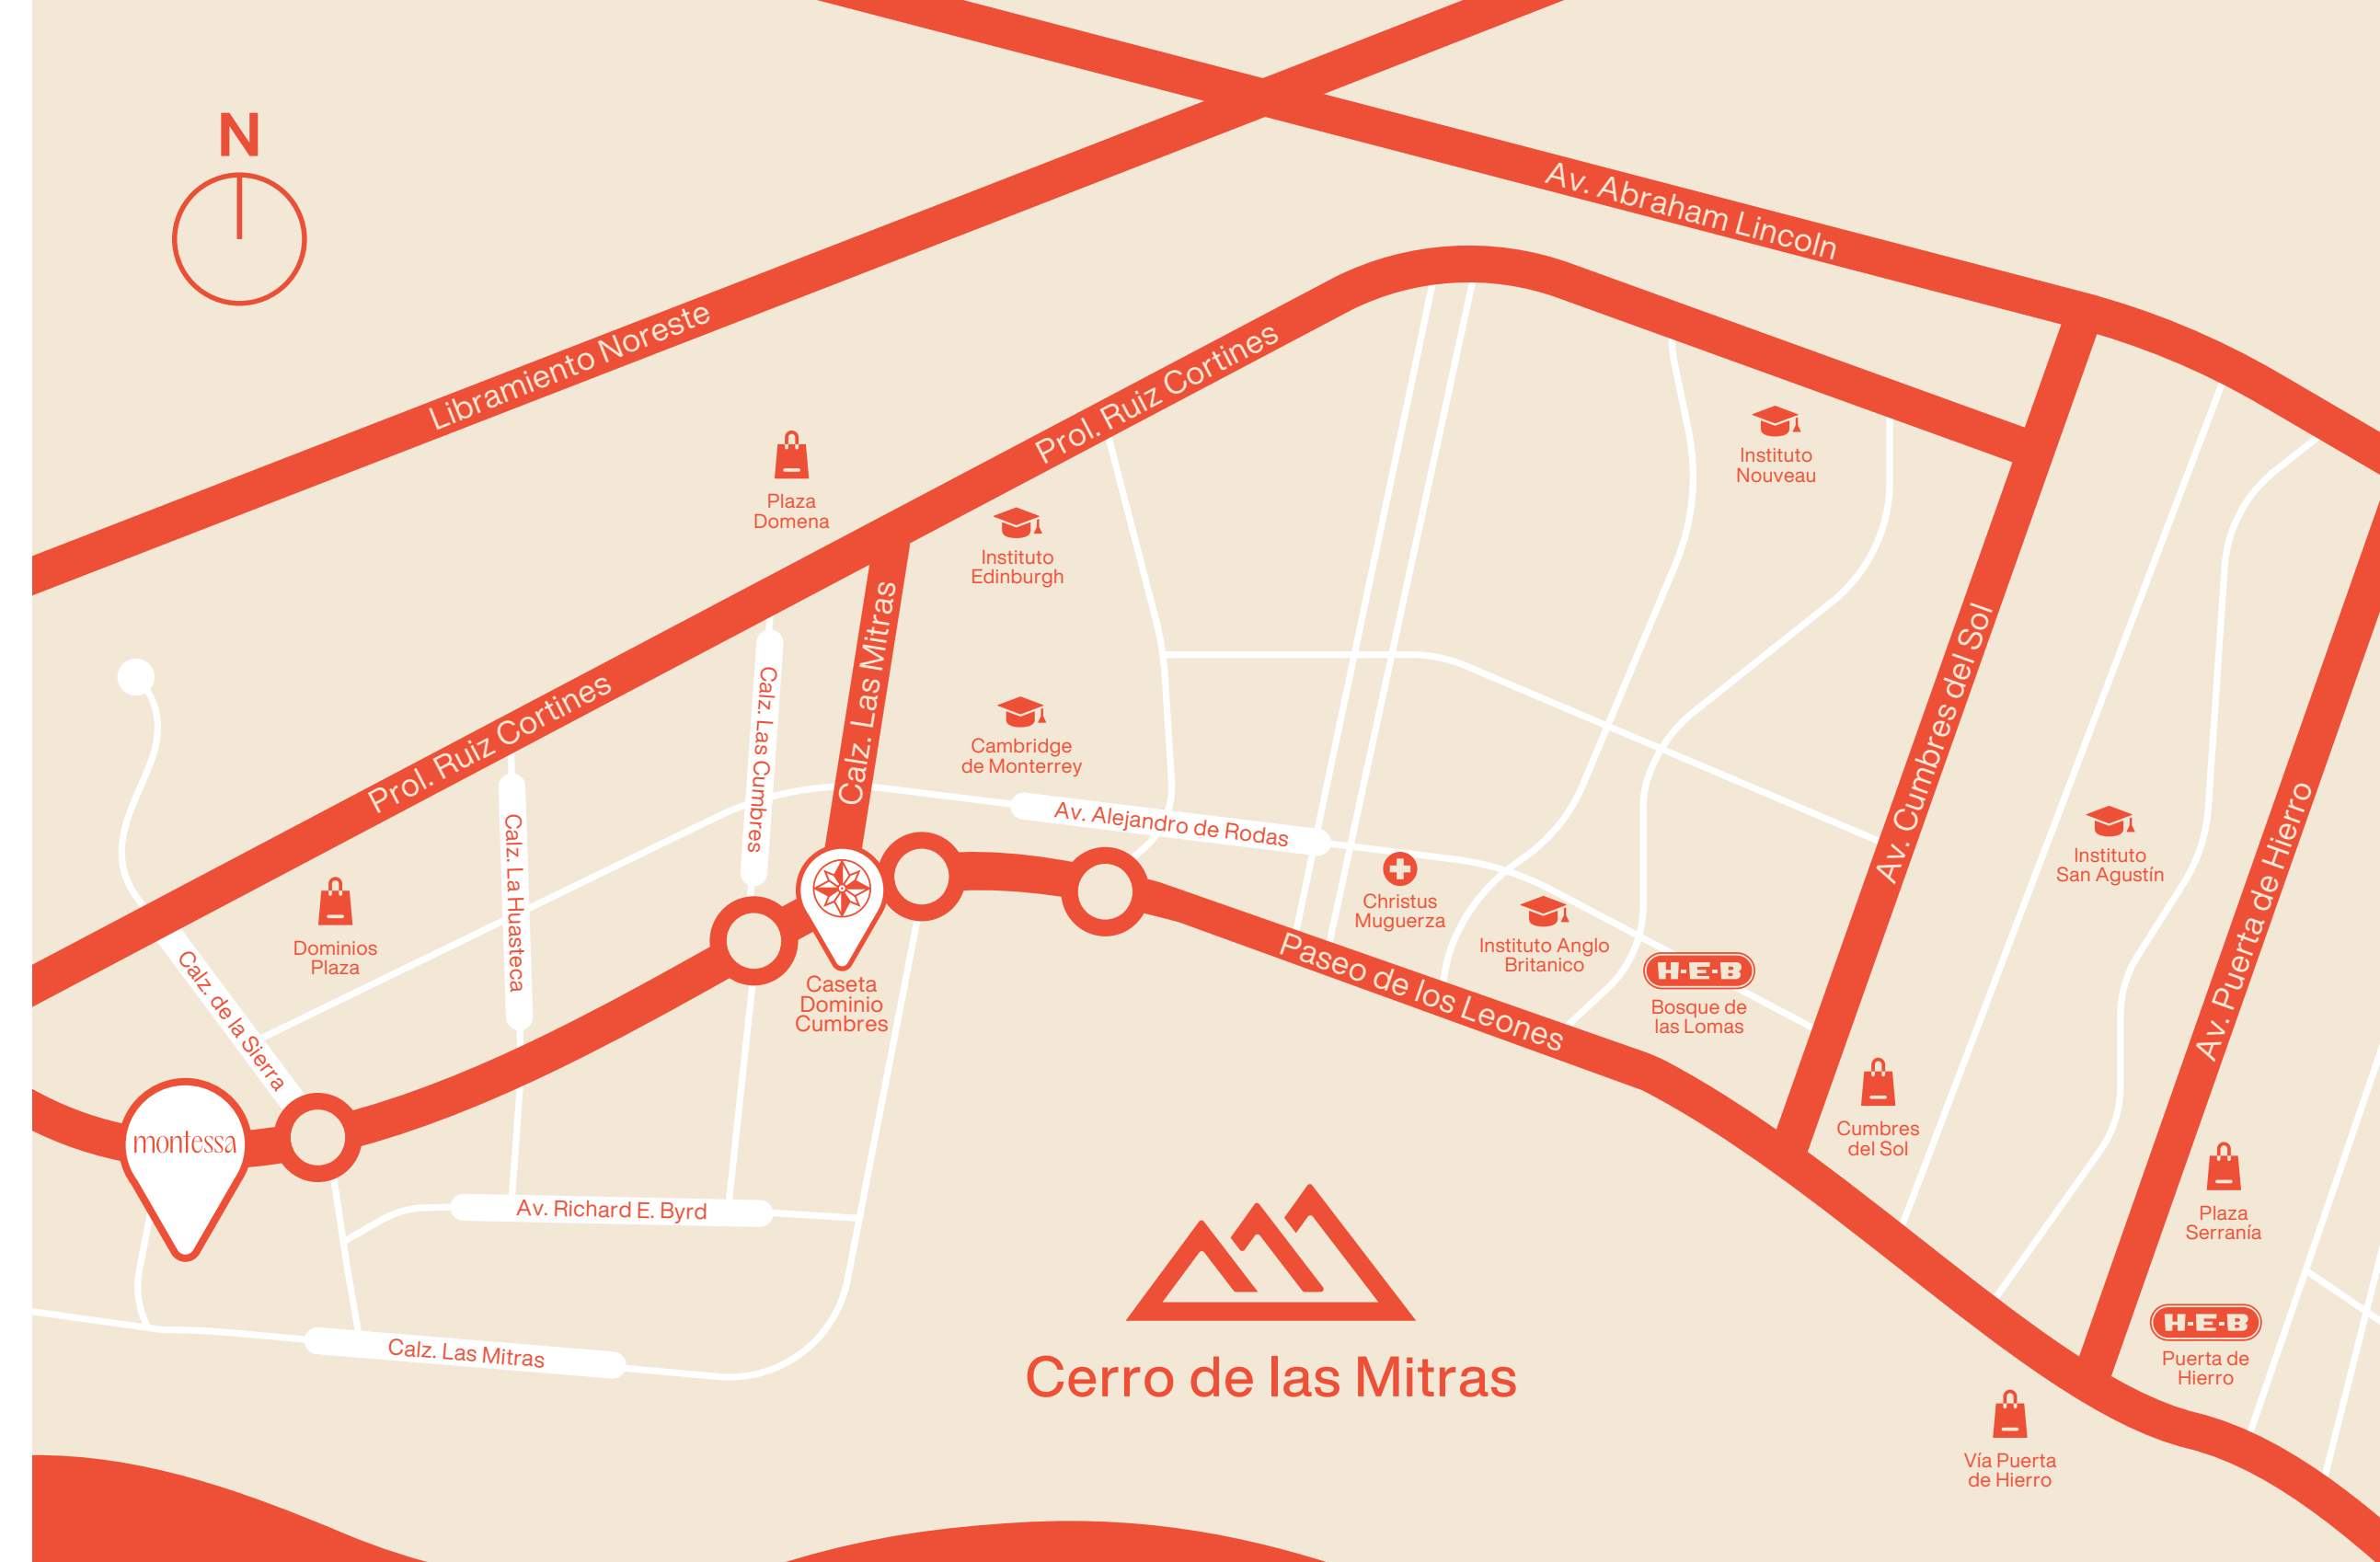 N
Av. Abraham Lincoln
Libramiento Noreste
Prol. Ruiz Cortines
Instituto
Nouveau
Plaza
Domena
Instituto
Edinburgh
Calz. Las Mitras
Calz. Las Cumbres
Prol. Ruiz Cortines
Cambridge
de Monterrey
Av. Cumbres del Sol
Av. Alejandro de Rodas
Calz. La Huasteca
Instituto
San Agustín
Av. Puerta de Hierro
Christus
Muguerza
Instituto Anglo
Britanico
Dominios
Plaza
Calz. de la Sierra
Caseta
Dominio
Cumbres
Paseo de los Leones
H-E-B
Bosque de
las Lomas
Cumbres
del Sol
montessa
Av. Richard E. Byrd
Plaza
Serranía
Calz. Las Mitras
Cerro de las Mitras
H-E-B
Puerta de
Hierro
Vía Puerta
de Hierro